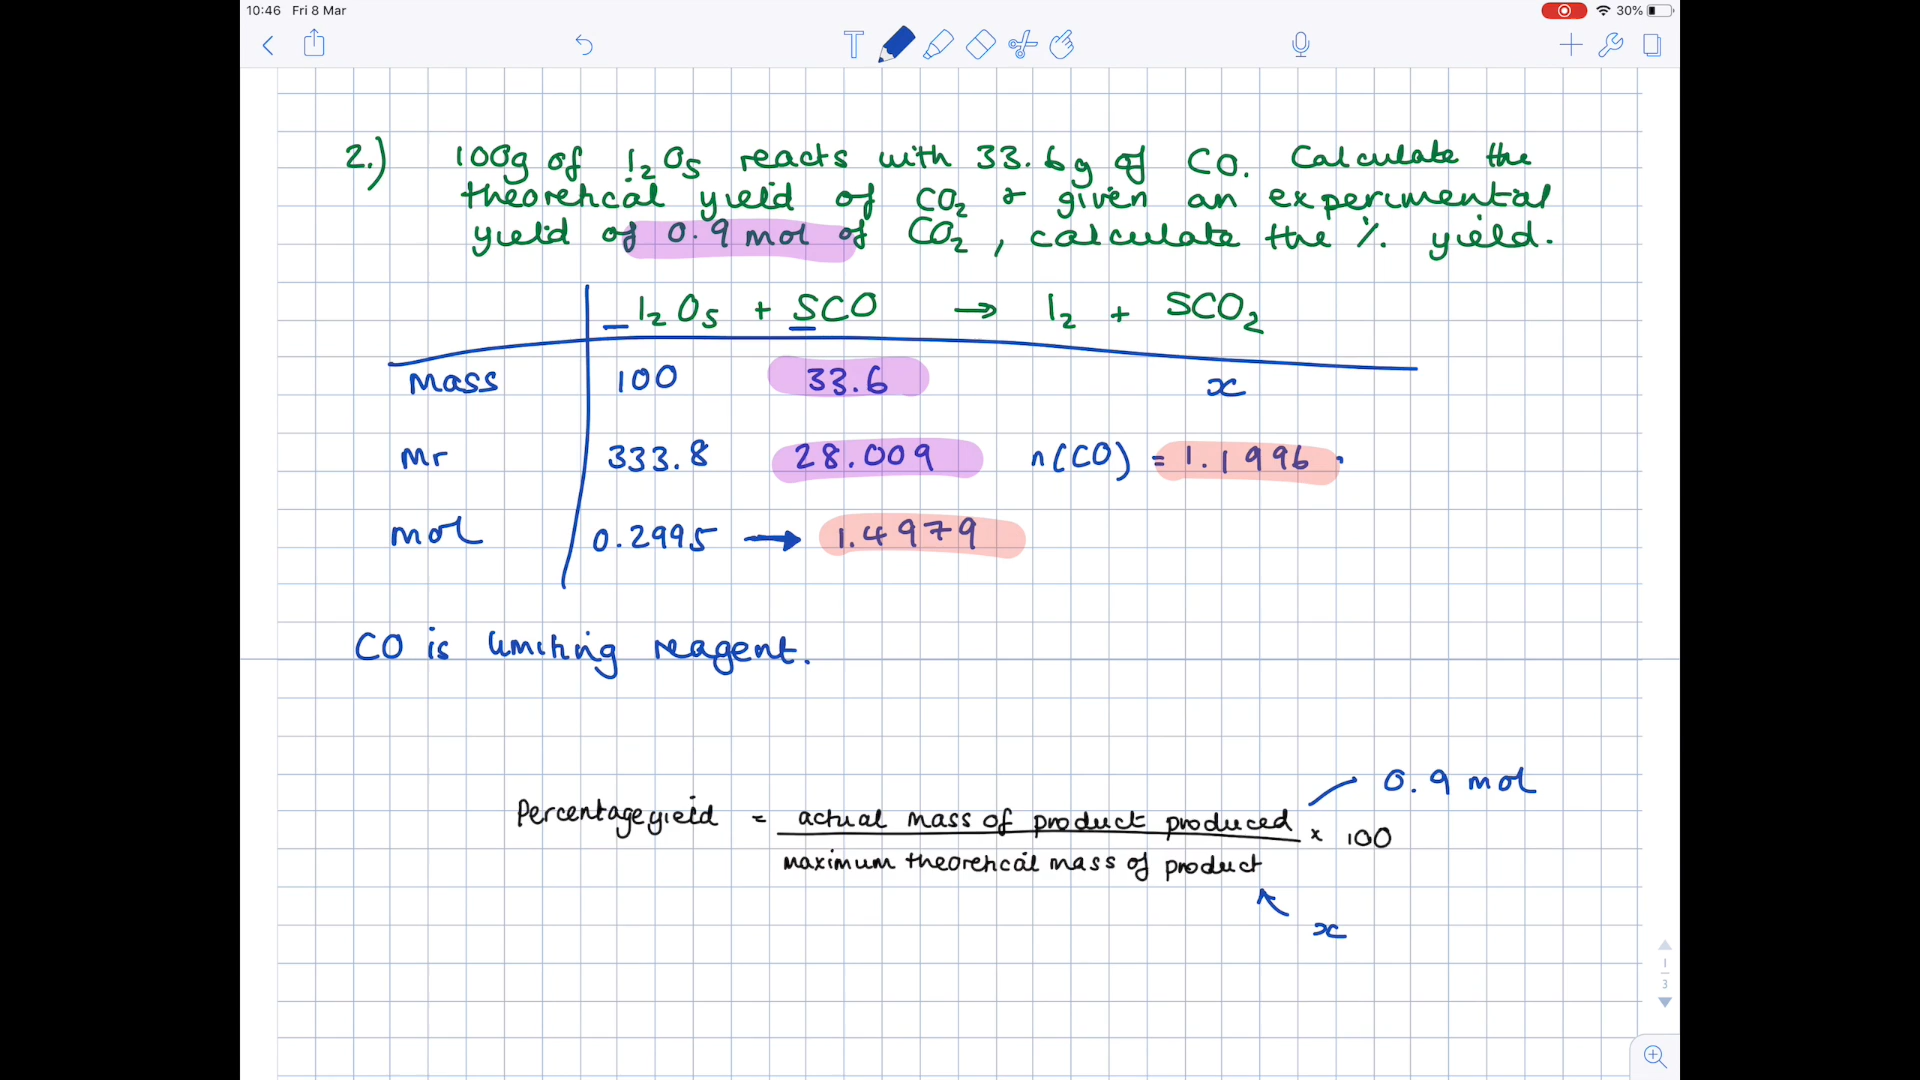 10:46 Fri 8 Mar
30%
2.) 100g of I₂O₅ reacts with 33.6g of CO. Calculate the
theoretical yield of CO₂ & given an experimental
yield of 0.9 mol of CO₂, calculate the % yield.
I₂O₅ + 5CO → I₂ + 5CO₂
Mass 100 33.6 x
Mr 333.8 28.009 n(CO) = 1.1996
mol 0.2995 → 1.4979
CO is limiting reagent.
0.9 mol
Percentage yield = actual mass of product produced × 100
maximum theoretical mass of product
x
1
3